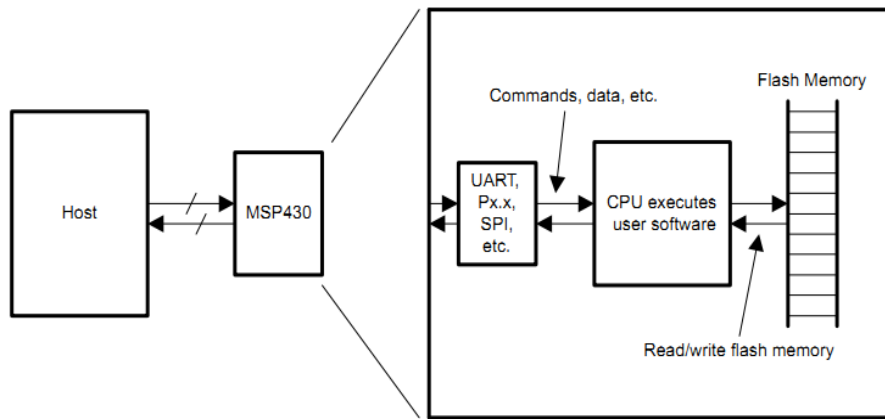 Host
MSP430
UART,
Px.x,
SPI,
etc.
Commands, data, etc.
CPU executes
user software
Flash Memory
Read/write flash memory